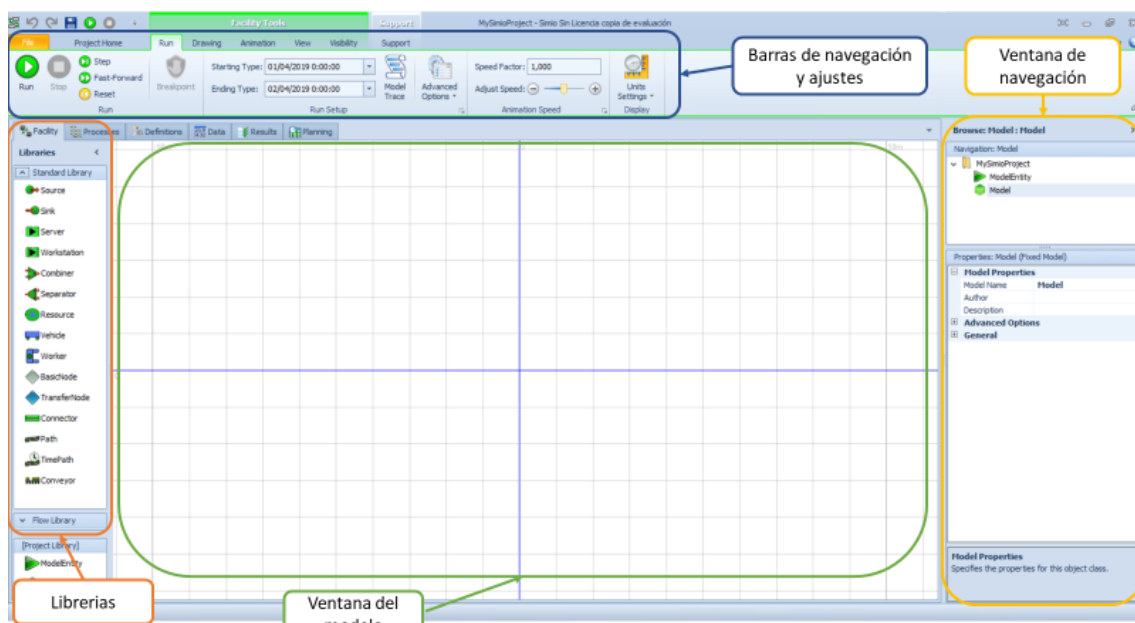 Facility Tools
Support
MySimioProject - Simio Sin Licencia copia de evaluación
File
Project Home
Run
Drawing
Animation
View
Visibility
Support
Run
Stop
Step
Fast-Forward
Reset
Run
Breakpoint
Starting Type: 01/04/2019 0:00:00
Ending Type: 02/04/2019 0:00:00
Model Trace
Advanced Options
Run Setup
Speed Factor: 1,000
Adjust Speed:
Animation Speed
Units Settings
Display
Barras de navegación
y ajustes
Ventana de
navegación
Facility
Processes
Definitions
Data
Results
Planning
Libraries
Standard Library
Source
Sink
Server
Workstation
Combiner
Separator
Resource
Vehicle
Worker
BasicNode
TransferNode
Connector
Path
TimePath
Conveyor
Flow Library
[Project Library]
ModelEntity
Librerias
Ventana del
modelo
Browse: Model : Model
Navigation: Model
MySimioProject
ModelEntity
Model
Properties: Model (Fixed Model)
Model Properties
Model Name Model
Author
Description
Advanced Options
General
Model Properties
Specifies the properties for this object class.